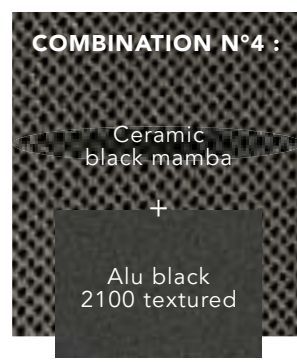 COMBINATION N°4 :
Ceramic
black mamba
+
Alu black
2100 textured